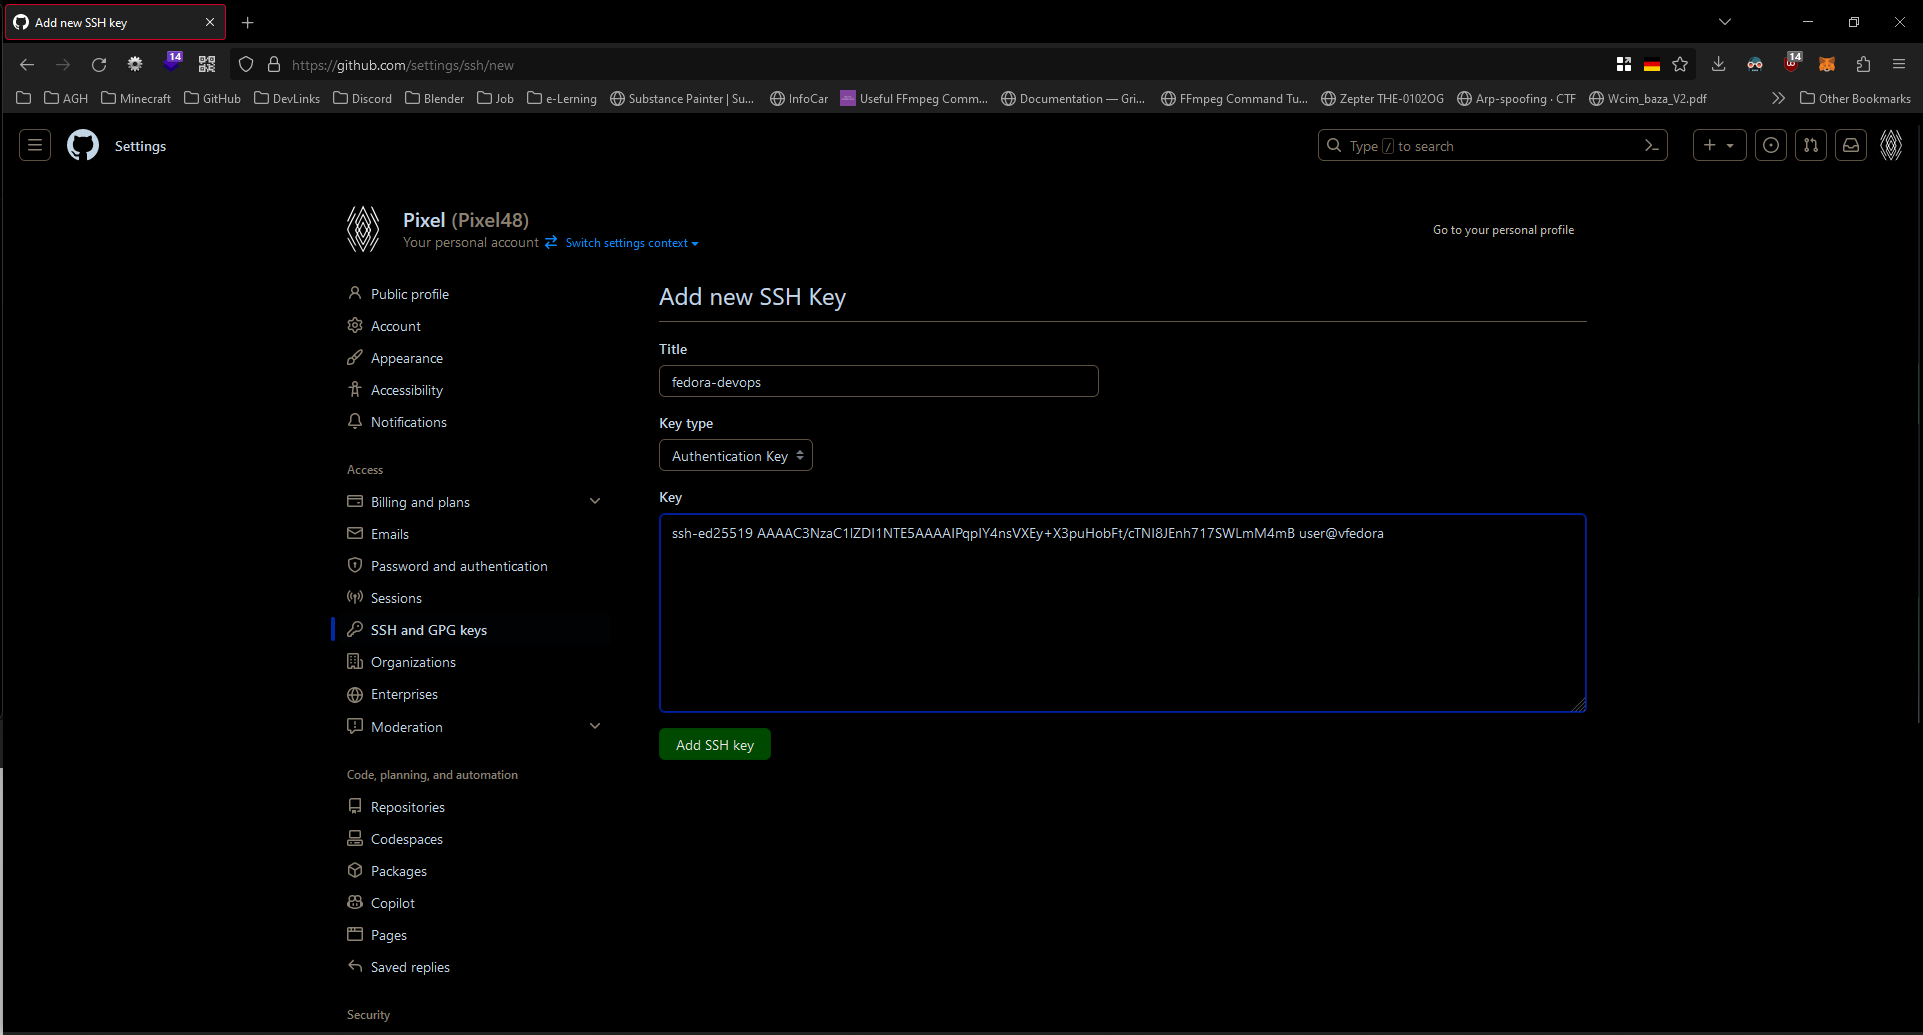 Add new SSH key
14
https://github.com/settings/ssh/new
14
AGH Minecraft GitHub DevLinks Discord Blender Job e-Lerning Substance Painter | Su... InfoCar Useful FFmpeg Comm... Documentation — Gri... FFmpeg Command Tu... Zepter THE-0102OG Arp-spoofing · CTF Wcim_baza_V2.pdf Other Bookmarks
Settings
Type / to search
Pixel (Pixel48)
Your personal account Switch settings context
Go to your personal profile
Public profile
Account
Appearance
Accessibility
Notifications
Access
Billing and plans
Emails
Password and authentication
Sessions
SSH and GPG keys
Organizations
Enterprises
Moderation
Code, planning, and automation
Repositories
Codespaces
Packages
Copilot
Pages
Saved replies
Security
Add new SSH Key
Title
fedora-devops
Key type
Authentication Key
Key
ssh-ed25519 AAAAC3NzaC1lZDI1NTE5AAAAIPqpIY4nsVXEy+X3puHobFt/cTNI8JEnh717SWLmM4mB user@vfedora
Add SSH key